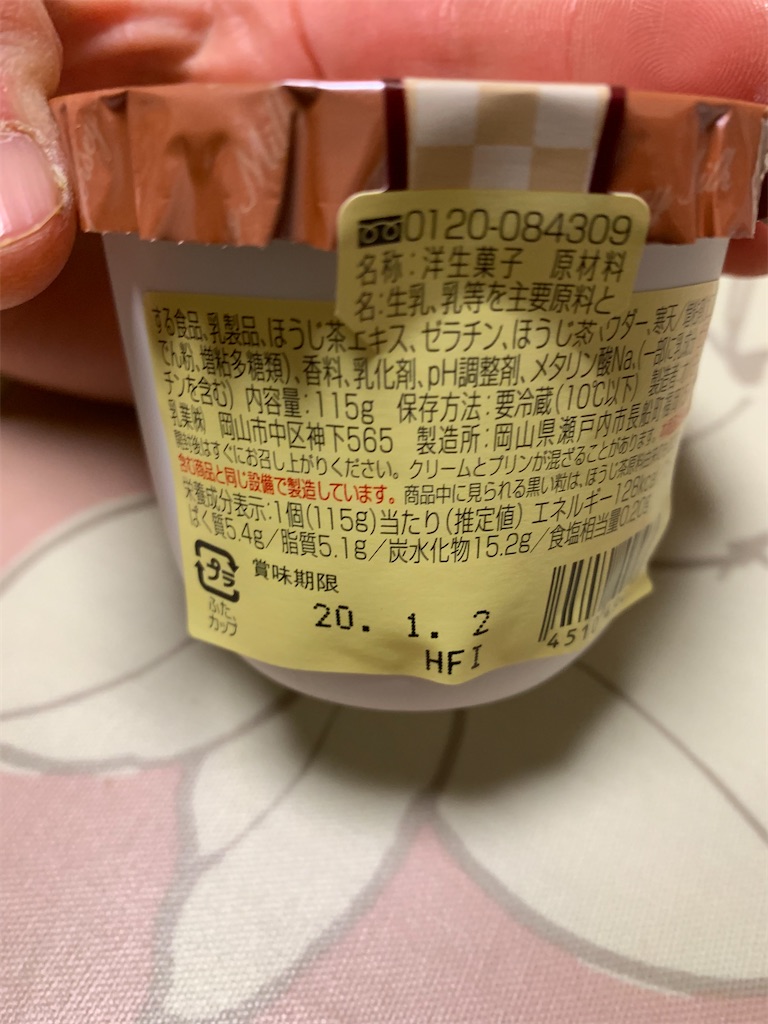 0120-084309
名称:洋生菓子 原材料
名:生乳、乳等を主要原料と
する食品、乳製品、ほうじ茶エキス、ゼラチン、ほうじ茶パウダー、寒天/
でん粉、増粘多糖類)、香料、乳化剤、pH調整剤、メタリン酸Na、(一部に乳
チンを含む) 内容量:115g 保存方法:要冷蔵(10℃以下) 製造者
乳業㈱ 岡山市中区神下565 製造所:岡山県瀬戸内市長船町
開封後はすぐにお召し上がりください。クリームとプリンが混ざることがあります。
含む商品と同じ設備で製造しています。商品中に見られる黒い粒は、ほうじ茶原料
栄養成分表示:1個(115g)当たり(推定値) エネルギー128kcal
ぱく質5.4g/脂質5.1g/炭水化物15.2g/食塩相当量0.20g
プラ
ふた、
カップ
賞味期限
20. 1. 2
HFI
4510